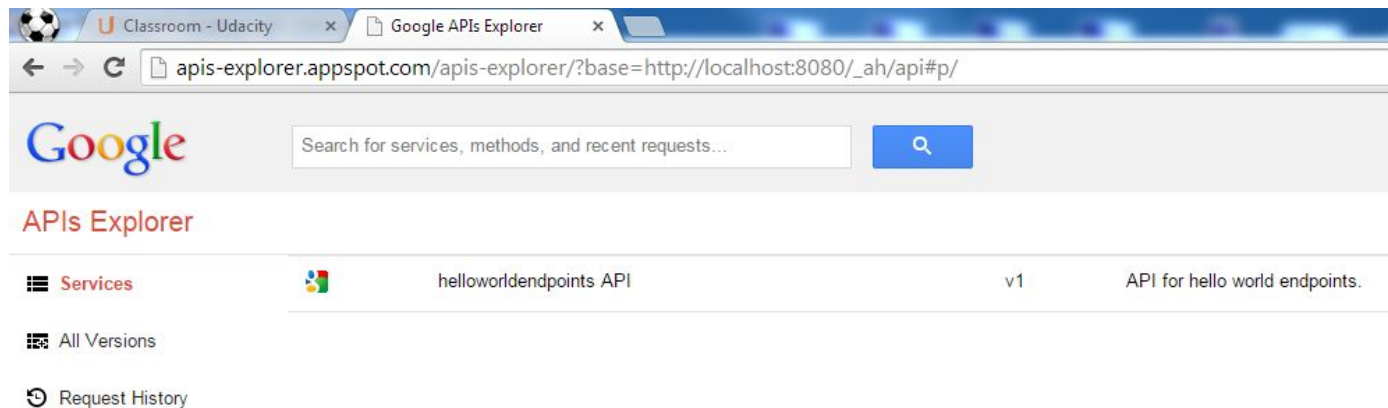 Classroom - Udacity
Google APIs Explorer
apis-explorer.appspot.com/apis-explorer/?base=http://localhost:8080/_ah/api#p/
Google
Search for services, methods, and recent requests...
APIs Explorer
Services
helloworldendpoints API v1 API for hello world endpoints.
All Versions
Request History